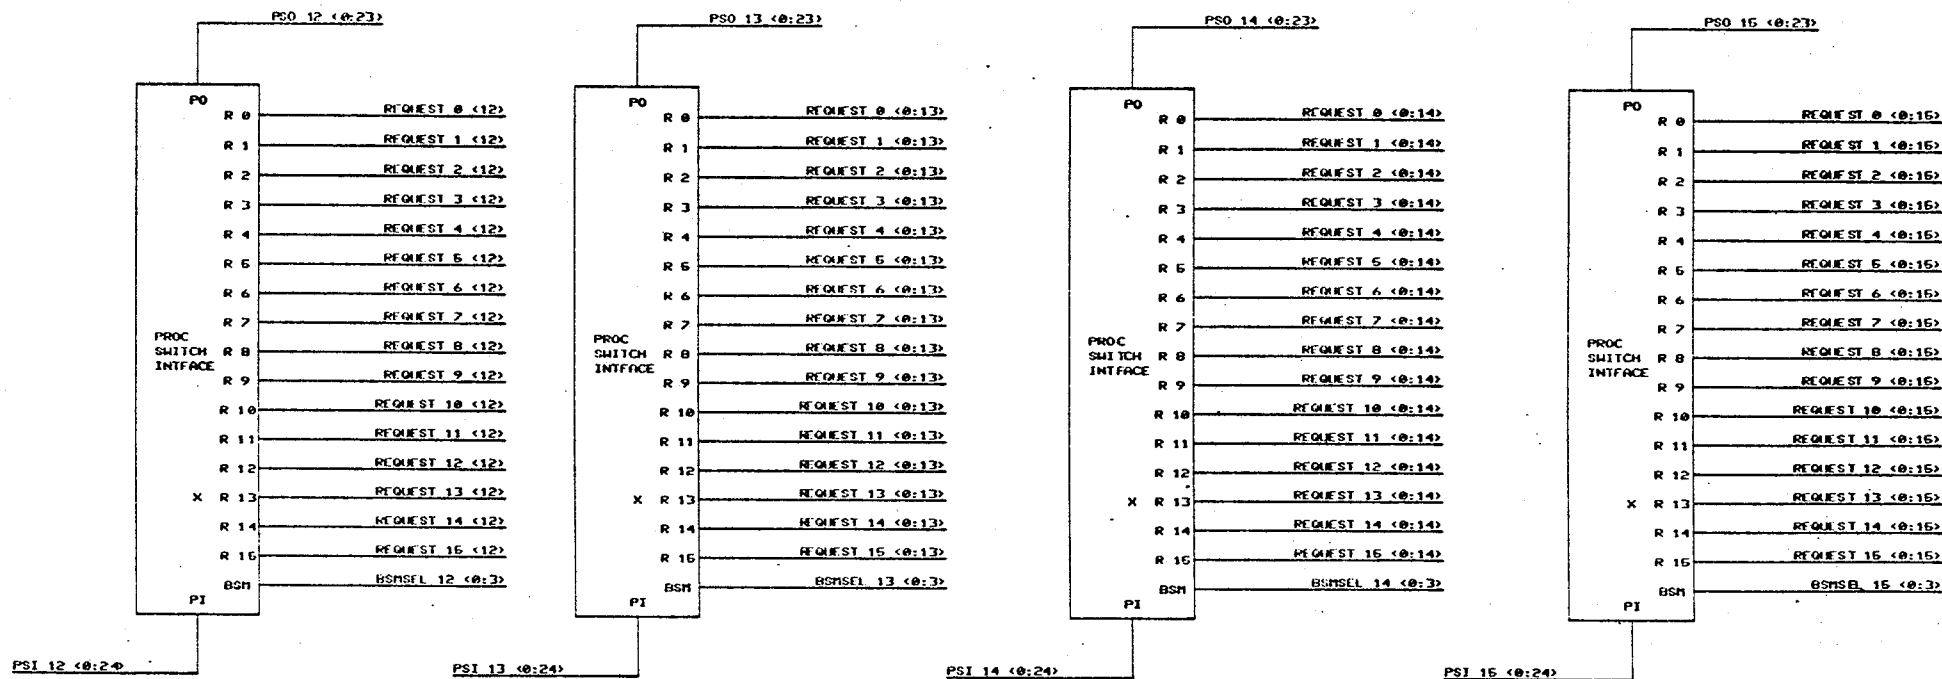 PSO 12 <0:23>
PO
R 0 REQUEST 0 <12>
R 1 REQUEST 1 <12>
R 2 REQUEST 2 <12>
R 3 REQUEST 3 <12>
R 4 REQUEST 4 <12>
R 5 REQUEST 5 <12>
R 6 REQUEST 6 <12>
R 7 REQUEST 7 <12>
PROC
SWITCH R 8 REQUEST 8 <12>
INTFACE
R 9 REQUEST 9 <12>
R 10 REQUEST 10 <12>
R 11 REQUEST 11 <12>
R 12 REQUEST 12 <12>
X R 13 REQUEST 13 <12>
R 14 REQUEST 14 <12>
R 15 REQUEST 15 <12>
BSM BSMSEL 12 <0:3>
PI
PSI 12 <0:24>
PSO 13 <0:23>
PO
R 0 REQUEST 0 <0:13>
R 1 REQUEST 1 <0:13>
R 2 REQUEST 2 <0:13>
R 3 REQUEST 3 <0:13>
R 4 REQUEST 4 <0:13>
R 5 REQUEST 5 <0:13>
R 6 REQUEST 6 <0:13>
R 7 REQUEST 7 <0:13>
PROC
SWITCH R 8 REQUEST 8 <0:13>
INTFACE
R 9 REQUEST 9 <0:13>
R 10 REQUEST 10 <0:13>
R 11 REQUEST 11 <0:13>
R 12 REQUEST 12 <0:13>
X R 13 REQUEST 13 <0:13>
R 14 REQUEST 14 <0:13>
R 15 REQUEST 15 <0:13>
BSM BSMSEL 13 <0:3>
PI
PSI 13 <0:24>
PSO 14 <0:23>
PO
R 0 REQUEST 0 <0:14>
R 1 REQUEST 1 <0:14>
R 2 REQUEST 2 <0:14>
R 3 REQUEST 3 <0:14>
R 4 REQUEST 4 <0:14>
R 5 REQUEST 5 <0:14>
R 6 REQUEST 6 <0:14>
R 7 REQUEST 7 <0:14>
PROC
SWITCH R 8 REQUEST 8 <0:14>
INTFACE
R 9 REQUEST 9 <0:14>
R 10 REQUEST 10 <0:14>
R 11 REQUEST 11 <0:14>
R 12 REQUEST 12 <0:14>
X R 13 REQUEST 13 <0:14>
R 14 REQUEST 14 <0:14>
R 15 REQUEST 15 <0:14>
BSM BSMSEL 14 <0:3>
PI
PSI 14 <0:24>
PSO 15 <0:23>
PO
R 0 REQUEST 0 <0:15>
R 1 REQUEST 1 <0:15>
R 2 REQUEST 2 <0:15>
R 3 REQUEST 3 <0:15>
R 4 REQUEST 4 <0:15>
R 5 REQUEST 5 <0:15>
R 6 REQUEST 6 <0:15>
R 7 REQUEST 7 <0:15>
PROC
SWITCH R 8 REQUEST 8 <0:15>
INTFACE
R 9 REQUEST 9 <0:15>
R 10 REQUEST 10 <0:15>
R 11 REQUEST 11 <0:15>
R 12 REQUEST 12 <0:15>
X R 13 REQUEST 13 <0:15>
R 14 REQUEST 14 <0:15>
R 15 REQUEST 15 <0:15>
BSM BSMSEL 15 <0:3>
PI
PSI 15 <0:24>